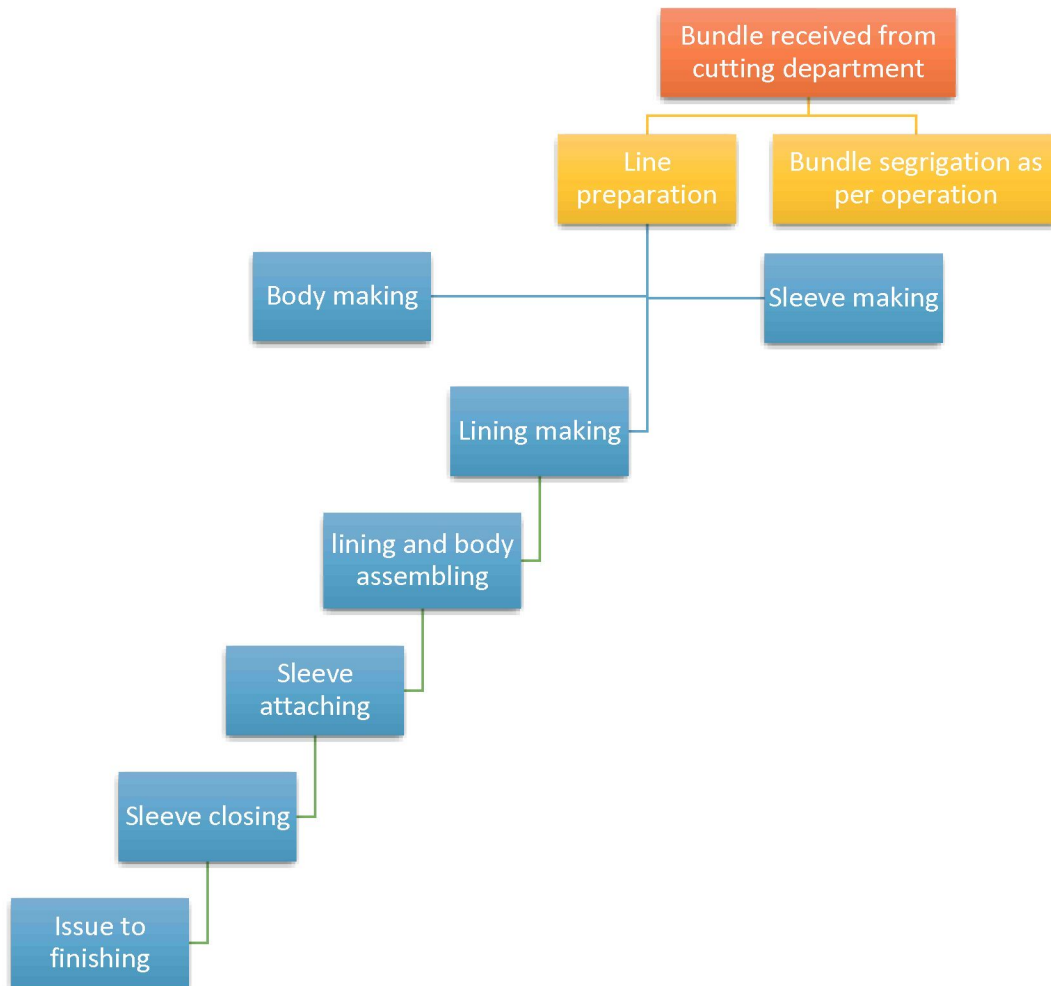 Bundle received from
cutting department
Line
preparation
Bundle segrigation as
per operation
Body making
Sleeve making
Lining making
lining and body
assembling
Sleeve
attaching
Sleeve closing
Issue to
finishing